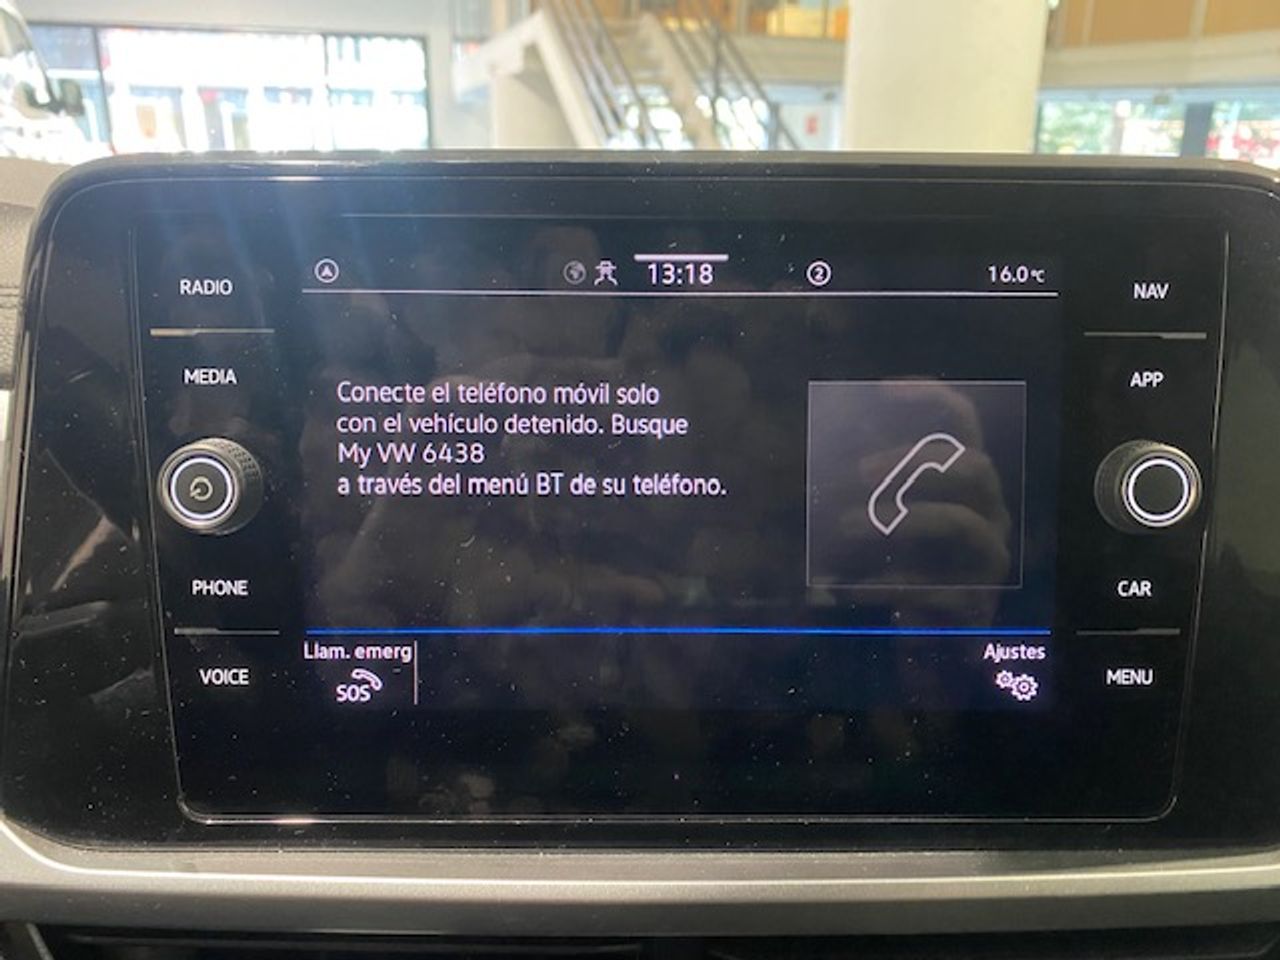 RADIO
13:18
2
16.0°C
NAV
MEDIA
APP
Conecte el teléfono móvil solo
con el vehículo detenido. Busque
My VW 6438
a través del menú BT de su teléfono.
PHONE
CAR
Llam. emerg
SOS
Ajustes
VOICE
MENU